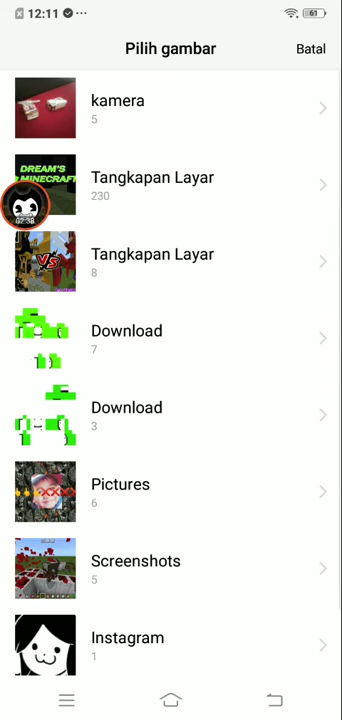 12:11
61
Pilih gambar
Batal
kamera
5
DREAM'S
MINECRAFT
Tangkapan Layar
230
02:38
VS
Tangkapan Layar
8
Download
7
Download
3
Pictures
6
Screenshots
5
Instagram
1